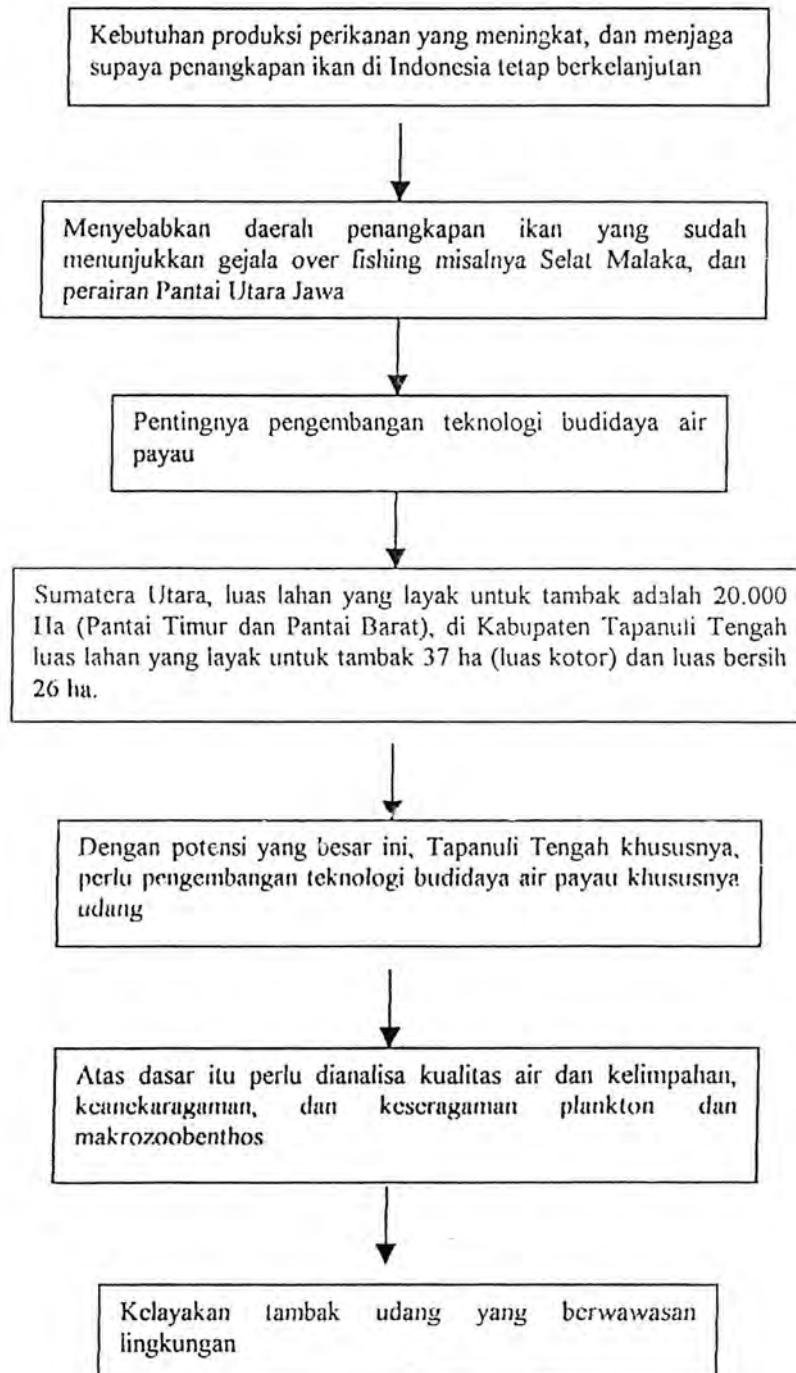 Kebutuhan produksi perikanan yang meningkat, dan menjaga
supaya penangkapan ikan di Indonesia tetap berkelanjutan
Menyebabkan daerah penangkapan ikan yang sudah
menunjukkan gejala over fishing misalnya Selat Malaka, dan
perairan Pantai Utara Jawa
Pentingnya pengembangan teknologi budidaya air
payau
Sumatera Utara, luas lahan yang layak untuk tambak adalah 20.000
Ha (Pantai Timur dan Pantai Barat), di Kabupaten Tapanuli Tengah
luas lahan yang layak untuk tambak 37 ha (luas kotor) dan luas bersih
26 ha.
Dengan potensi yang besar ini, Tapanuli Tengah khususnya,
perlu pengembangan teknologi budidaya air payau khususnya
udang
Atas dasar itu perlu dianalisa kualitas air dan kelimpahan,
keanekaragaman, dan keseragaman plankton dan
makrozoobenthos
Kelayakan tambak udang yang berwawasan
lingkungan